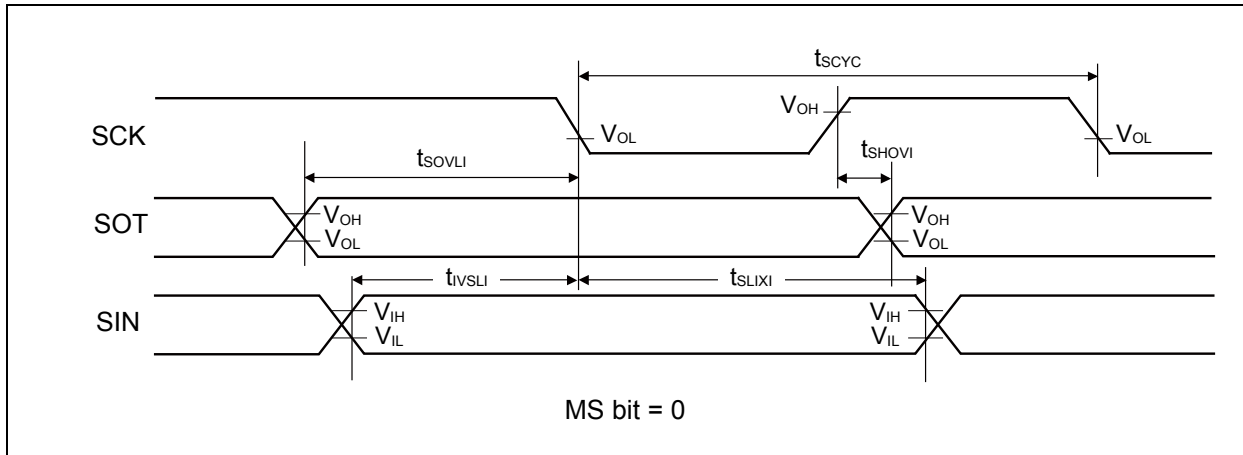 tSCYC
SCK
VOH
VOL
VOL
tSOVLI
tSHOVI
SOT
VOH
VOL
VOH
VOL
tIVSLI
tSLIXI
SIN
VIH
VIL
VIH
VIL
MS bit = 0